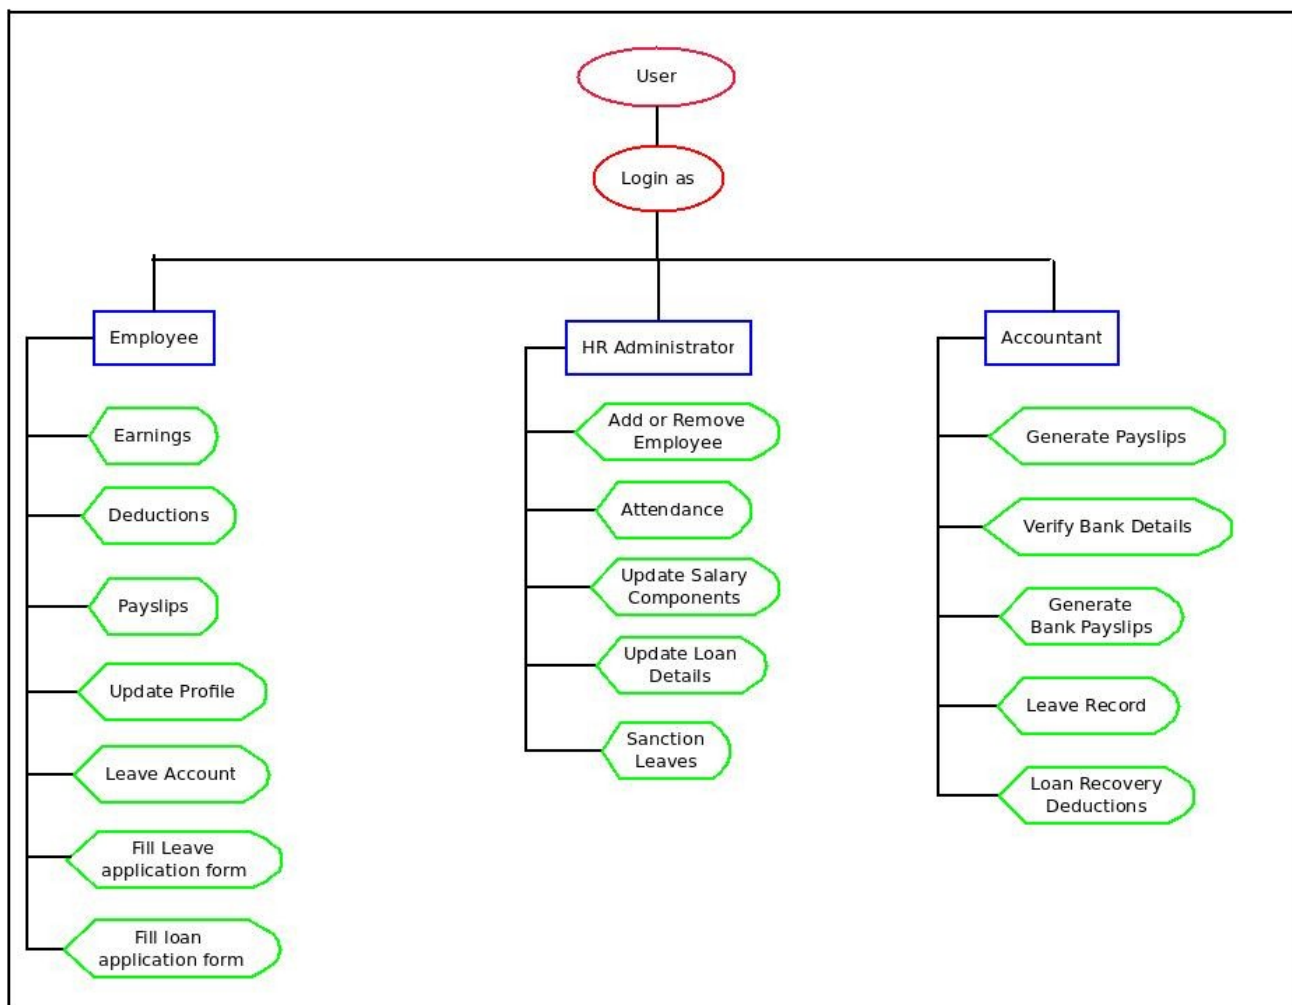 User
Login as
Employee
HR Administrator
Accountant
Earnings
Deductions
Payslips
Update Profile
Leave Account
Fill Leave
application form
Fill loan
application form
Add or Remove
Employee
Attendance
Update Salary
Components
Update Loan
Details
Sanction
Leaves
Generate Payslips
Verify Bank Details
Generate
Bank Payslips
Leave Record
Loan Recovery
Deductions